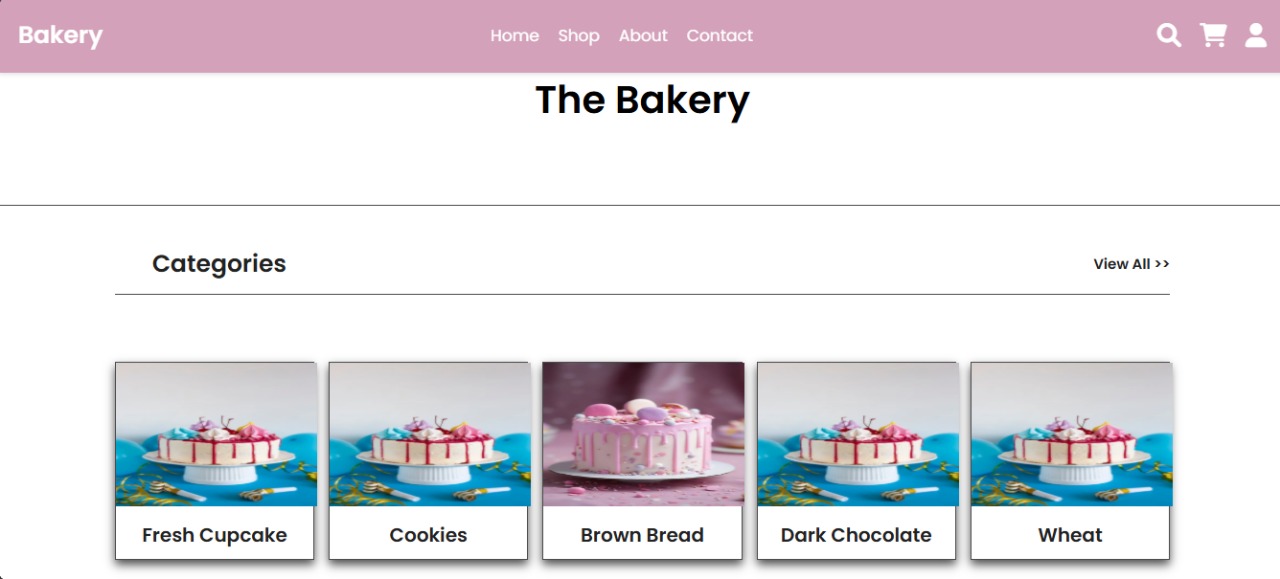 Bakery
Home Shop About Contact
The Bakery
Categories
View All >>
Fresh Cupcake
Cookies
Brown Bread
Dark Chocolate
Wheat